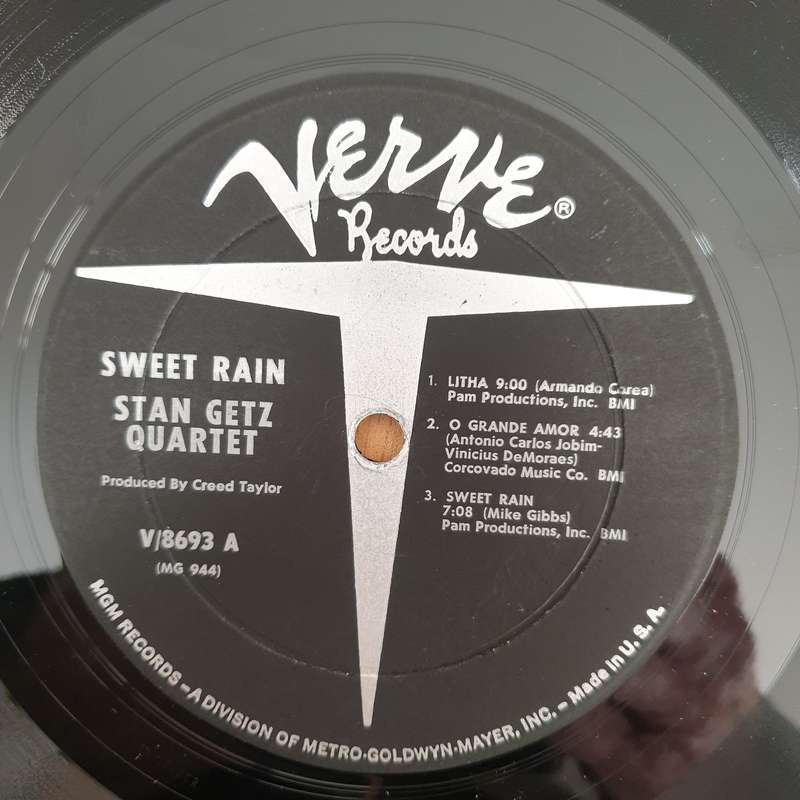 Verve ®
Records
SWEET RAIN
STAN GETZ
QUARTET
Produced By Creed Taylor
V/8693 A
(MG 944)
1. LITHA 9:00 (Armando Corea)
Pam Productions, Inc. BMI
2. O GRANDE AMOR 4:43
(Antonio Carlos Jobim-
Vinicius DeMoraes)
Corcovado Music Co. BMI
3. SWEET RAIN
7:08 (Mike Gibbs)
Pam Productions, Inc. BMI
MGM RECORDS – A DIVISION OF METRO-GOLDWYN-MAYER, INC. – Made in U. S. A.